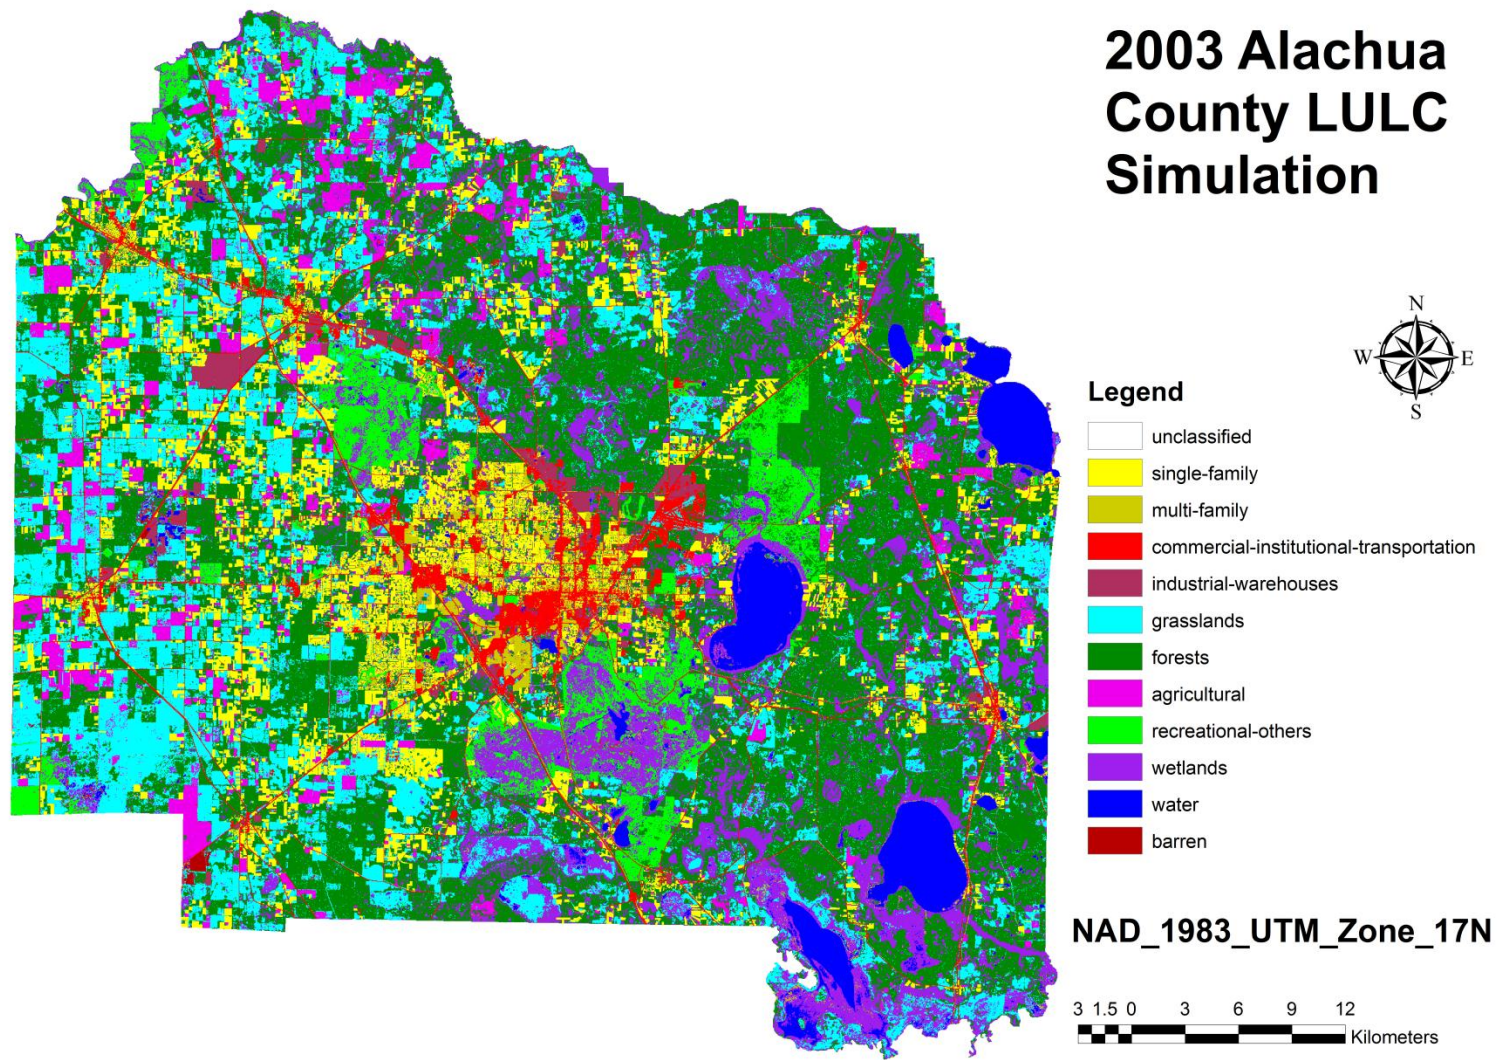 2003 Alachua
County LULC
Simulation
N
W E
S
Legend
unclassified
single-family
multi-family
commercial-institutional-transportation
industrial-warehouses
grasslands
forests
agricultural
recreational-others
wetlands
water
barren
NAD_1983_UTM_Zone_17N
3 1.5 0 3 6 9 12
Kilometers